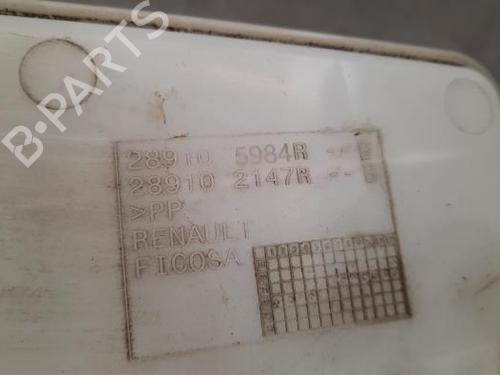 B-PARTS
28910 5984R
28910 2147R
>PP
RENAULT
FICOSA